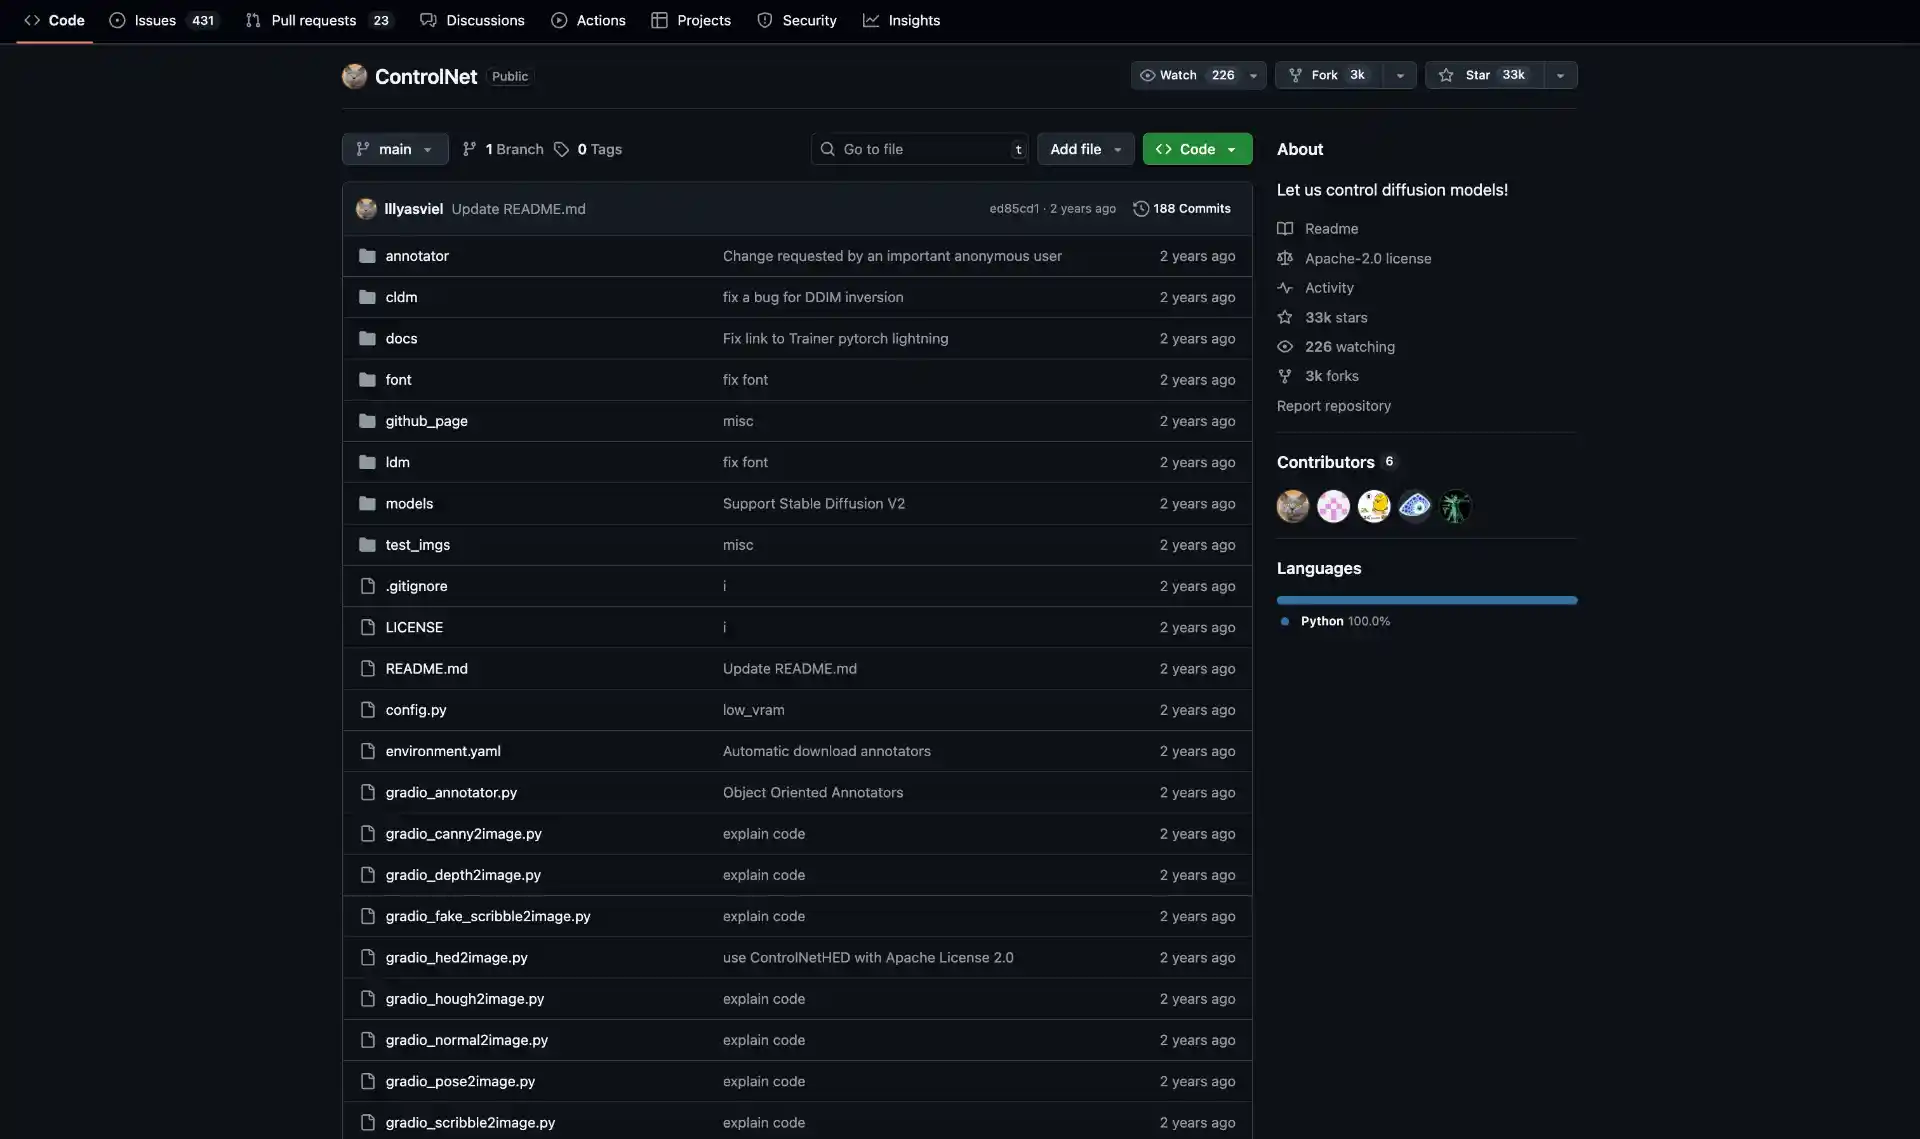 Code Issues 431 Pull requests 23 Discussions Actions Projects Security Insights
ControlNet Public Watch 226 Fork 3k Star 33k
main 1 Branch 0 Tags Go to file t Add file Code
lllyasviel Update README.md ed85cd1 · 2 years ago 188 Commits
annotator Change requested by an important anonymous user 2 years ago
cldm fix a bug for DDIM inversion 2 years ago
docs Fix link to Trainer pytorch lightning 2 years ago
font fix font 2 years ago
github_page misc 2 years ago
ldm fix font 2 years ago
models Support Stable Diffusion V2 2 years ago
test_imgs misc 2 years ago
.gitignore i 2 years ago
LICENSE i 2 years ago
README.md Update README.md 2 years ago
config.py low_vram 2 years ago
environment.yaml Automatic download annotators 2 years ago
gradio_annotator.py Object Oriented Annotators 2 years ago
gradio_canny2image.py explain code 2 years ago
gradio_depth2image.py explain code 2 years ago
gradio_fake_scribble2image.py explain code 2 years ago
gradio_hed2image.py use ControlNetHED with Apache License 2.0 2 years ago
gradio_hough2image.py explain code 2 years ago
gradio_normal2image.py explain code 2 years ago
gradio_pose2image.py explain code 2 years ago
gradio_scribble2image.py explain code 2 years ago
About
Let us control diffusion models!
Readme
Apache-2.0 license
Activity
33k stars
226 watching
3k forks
Report repository
Contributors 6
Languages
Python 100.0%